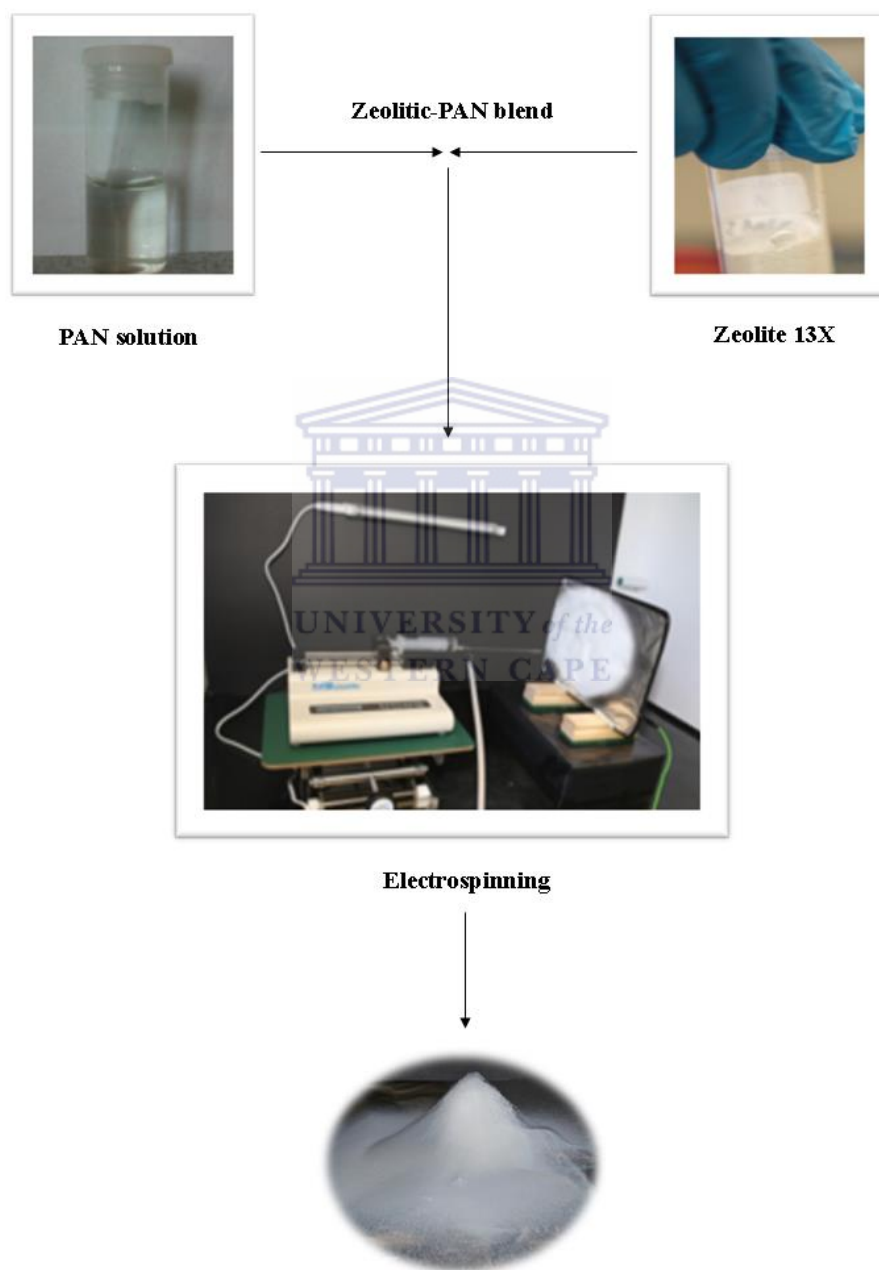 Zeolitic-PAN blend
PAN solution
Zeolite 13X
UNIVERSITY of the
WESTERN CAPE
Electrospinning